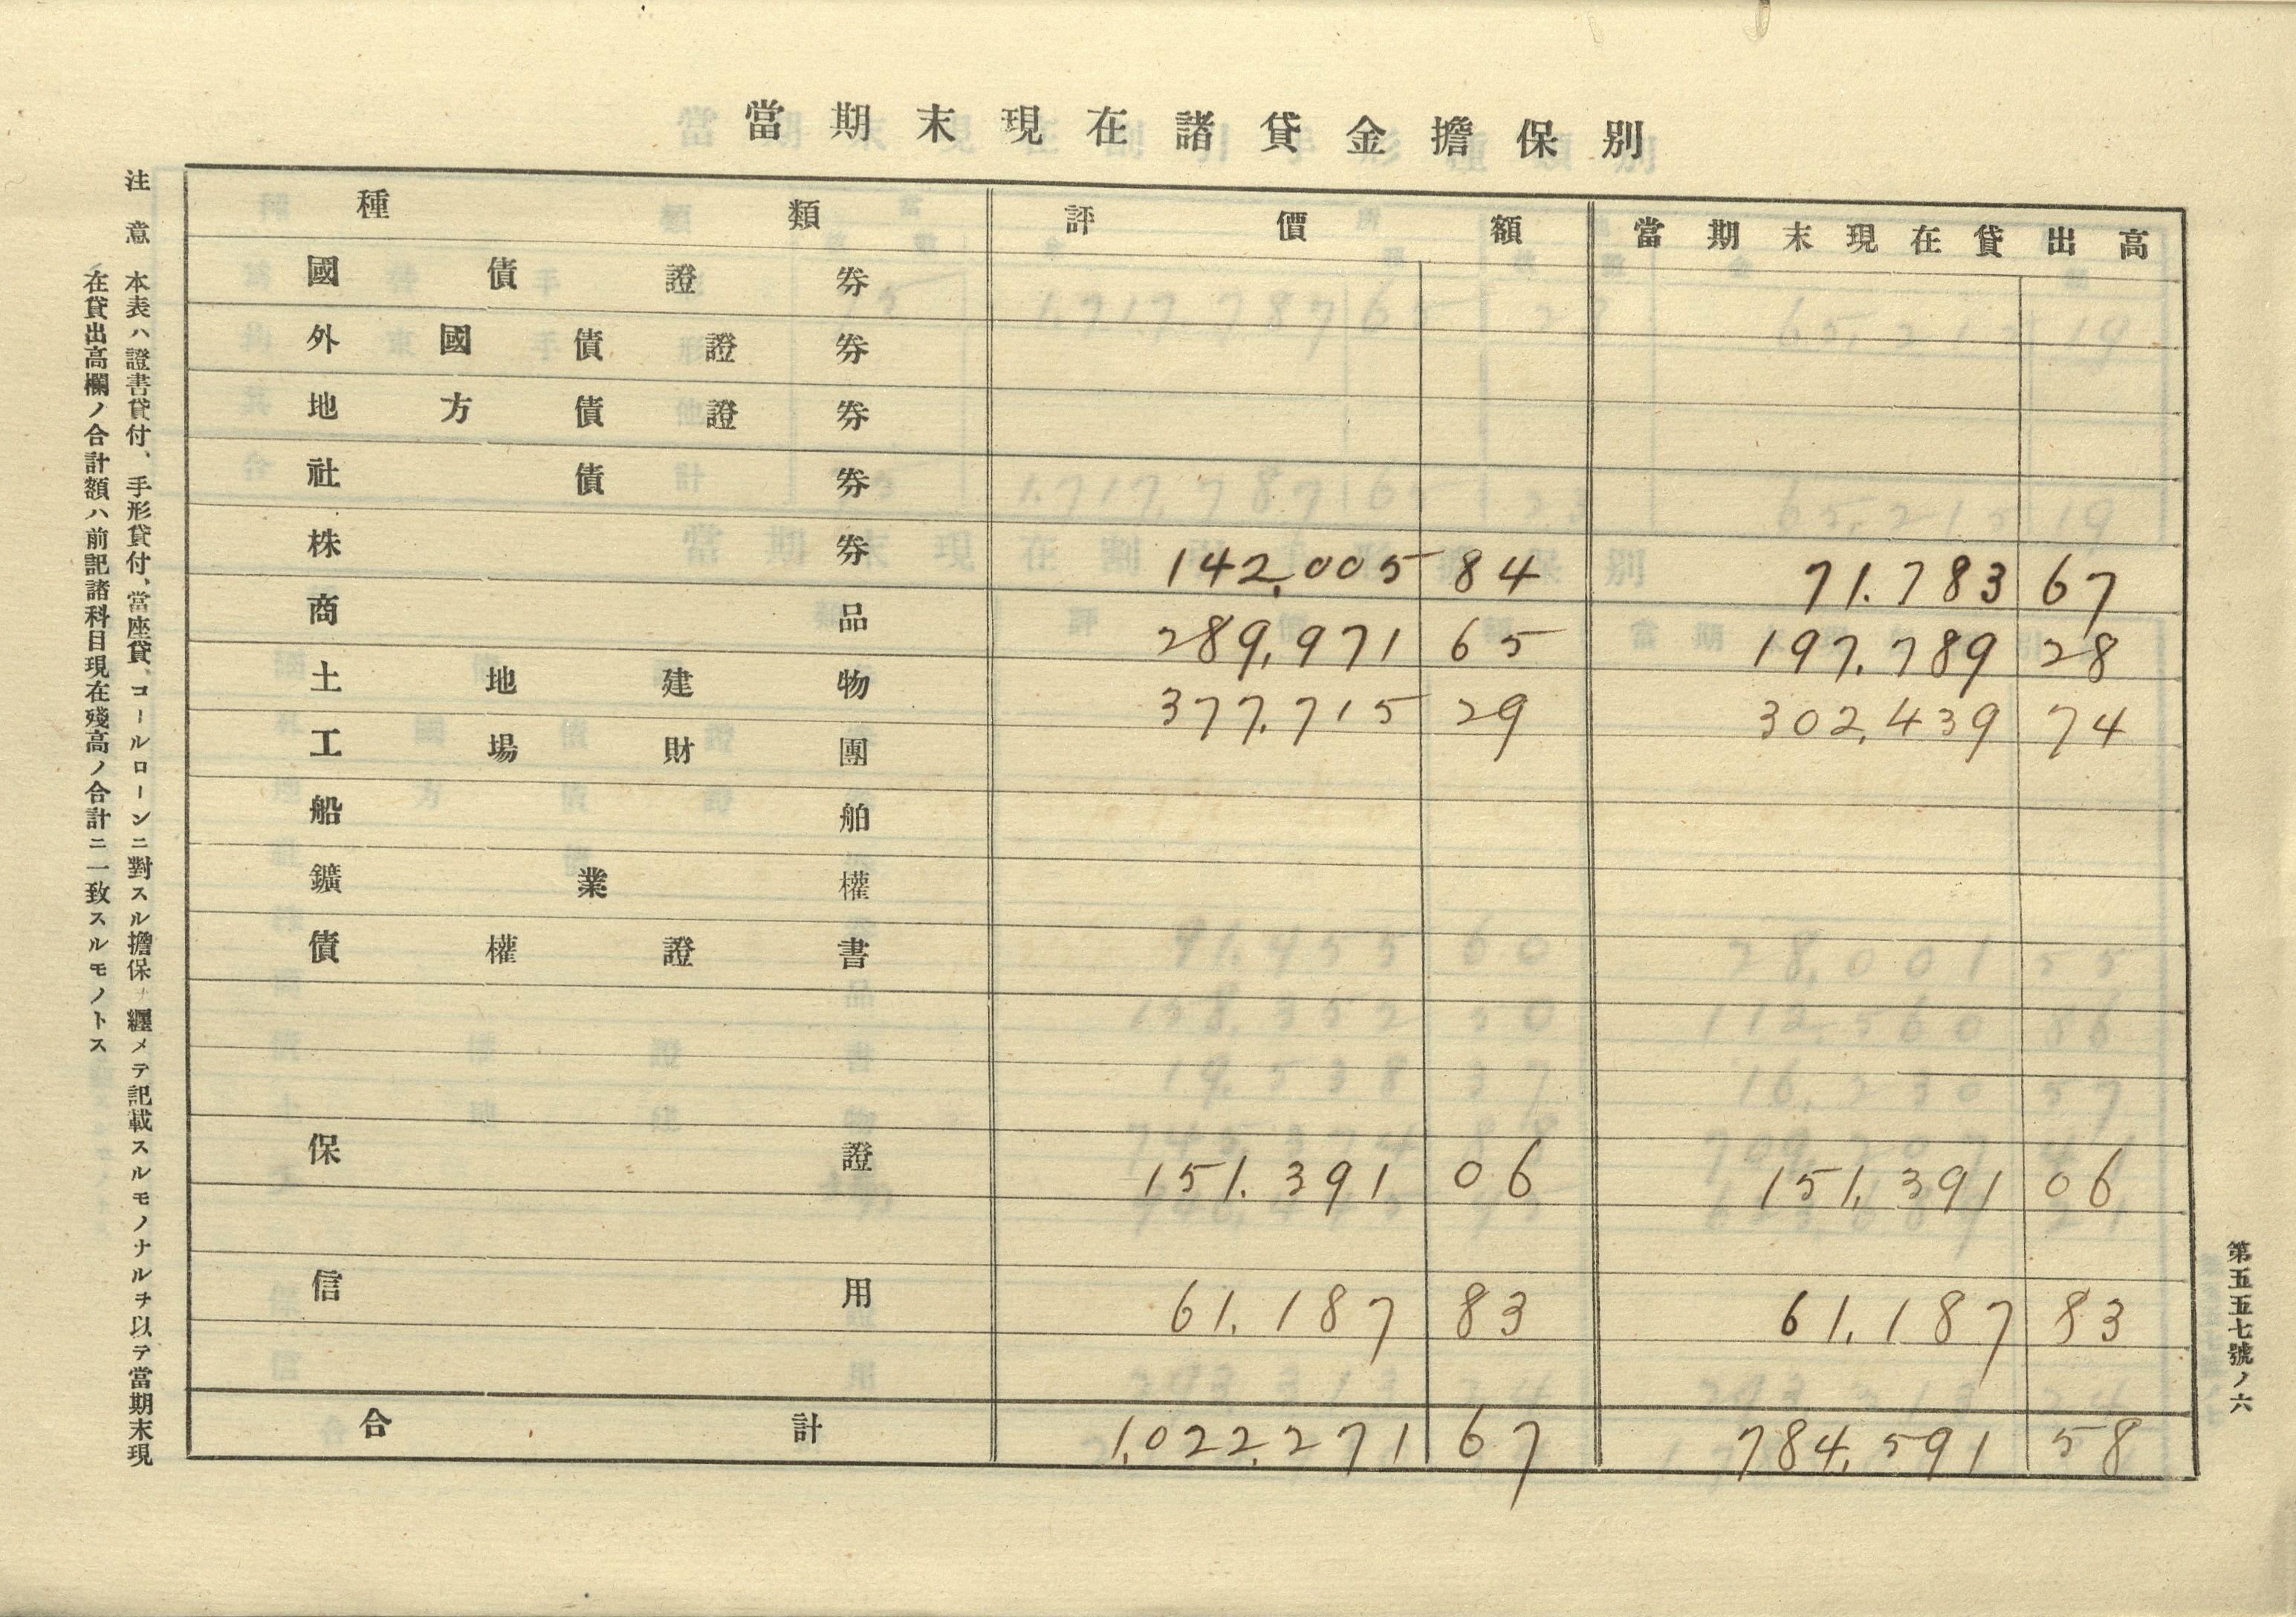 當期末現在諸貸金擔保別
種類 評價額 當期末現在貸出高
國債證券
外國債證券
地方債證券
社債券
株券 142,005 84 71.783 67
商品 289,971 65 197.789 28
土地建物 377,715 29 302,439 74
工場財團
船舶
鑛業權
債權證書
保證 151.391 06 151,391 06
信用 61.187 83 61,187 83
合計 1,022,271 67 784,591 58
注意 本表ハ證書貸付、手形貸付、當座貸、コールローンニ對スル擔保ヲ纒メテ記載スルモノナルヲ以テ當期末現
在貸出高欄ノ合計額ハ前記諸科目現在殘高ノ合計ニ一致スルモノトス
第五五七號ノ六